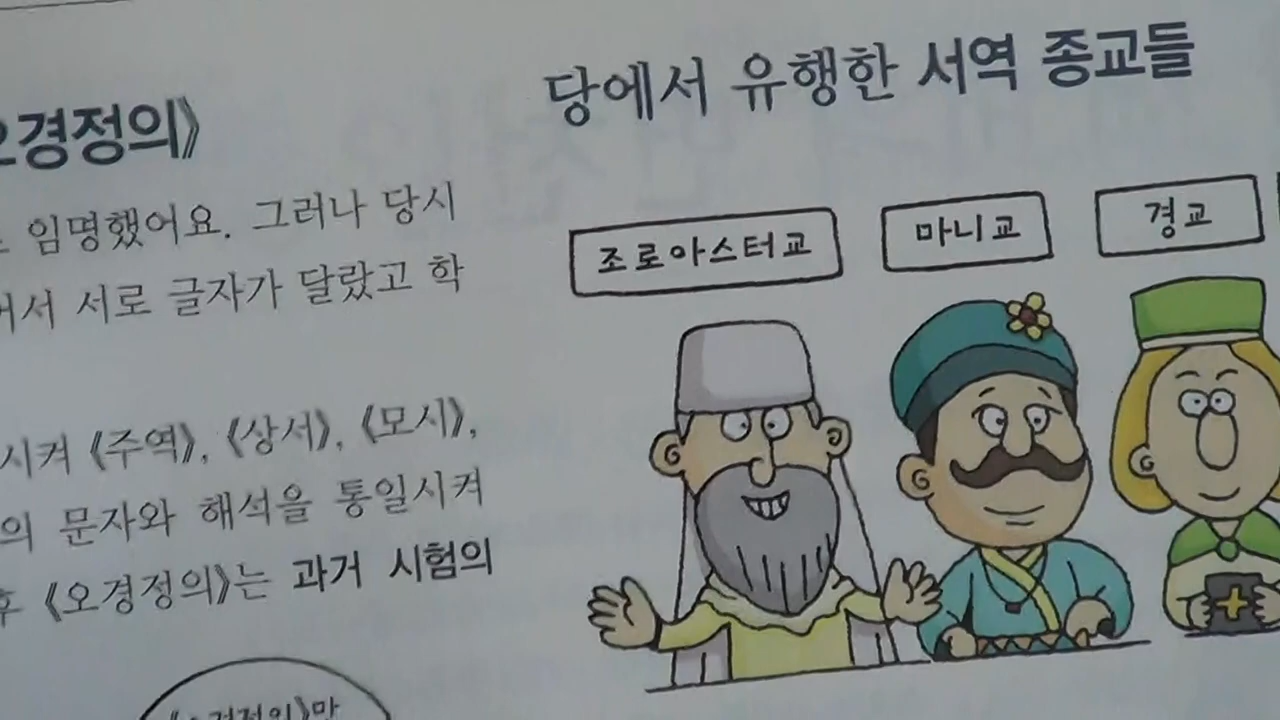 오경정의》
임명했어요. 그러나 당시
서로 글자가 달랐고 학
시켜 《주역》, 《상서》, 《모시》,
의 문자와 해석을 통일시켜
《오경정의》는 과거 시험의
당에서 유행한 서역 종교들
조로아스터교
마니교
경교